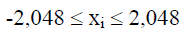 -2,048 ≤ xi ≤ 2,048